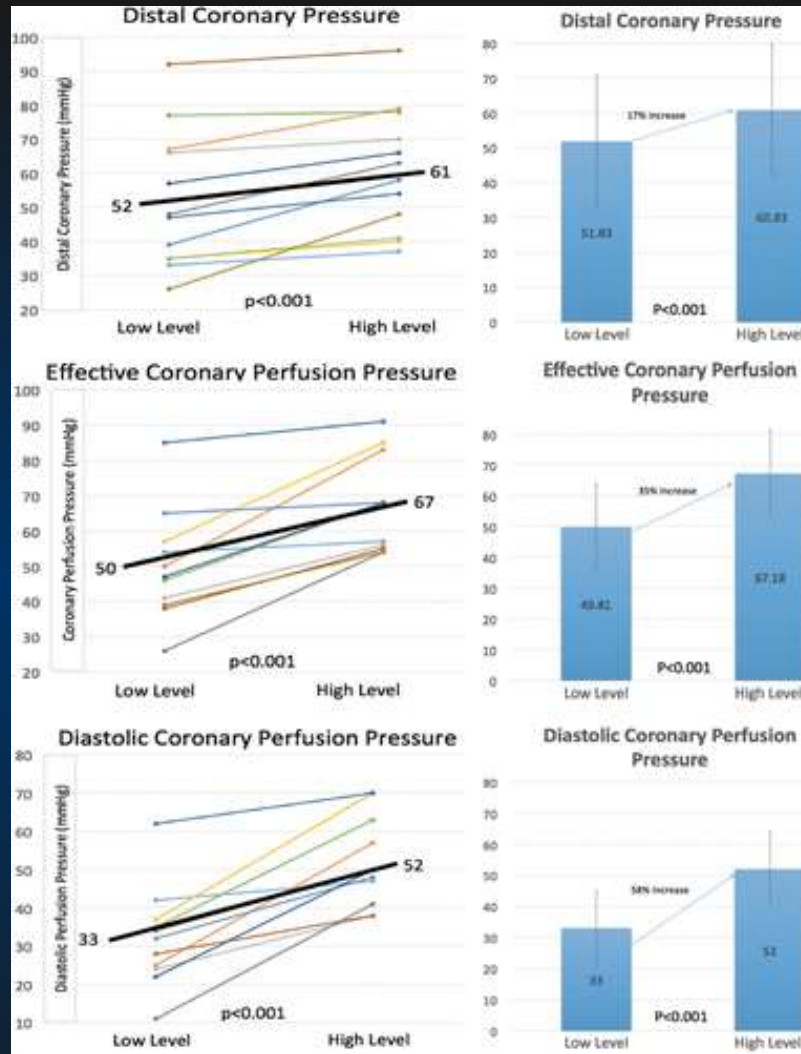 Distal Coronary Pressure
Distal Coronary Pressure (mmHg)
100
90
80
70
60
50
40
30
20
52
61
p<0.001
Low Level
High Level
Distal Coronary Pressure
80
70
60
50
40
30
20
10
0
17% Increase
51.83
60.83
P<0.001
Low Level
High Level
Effective Coronary Perfusion Pressure
Coronary Perfusion Pressure (mmHg)
100
90
80
70
60
50
40
30
20
50
67
p<0.001
Low Level
High Level
Effective Coronary Perfusion
Pressure
80
70
60
50
40
30
20
10
0
35% Increase
49.81
67.18
P<0.001
Low Level
High Level
Diastolic Coronary Perfusion Pressure
Diastolic Perfusion Pressure (mmHg)
80
70
60
50
40
30
20
10
33
52
p<0.001
Low Level
High Level
Diastolic Coronary Perfusion
Pressure
80
70
60
50
40
30
20
10
0
58% Increase
33
52
P<0.001
Low Level
High Level